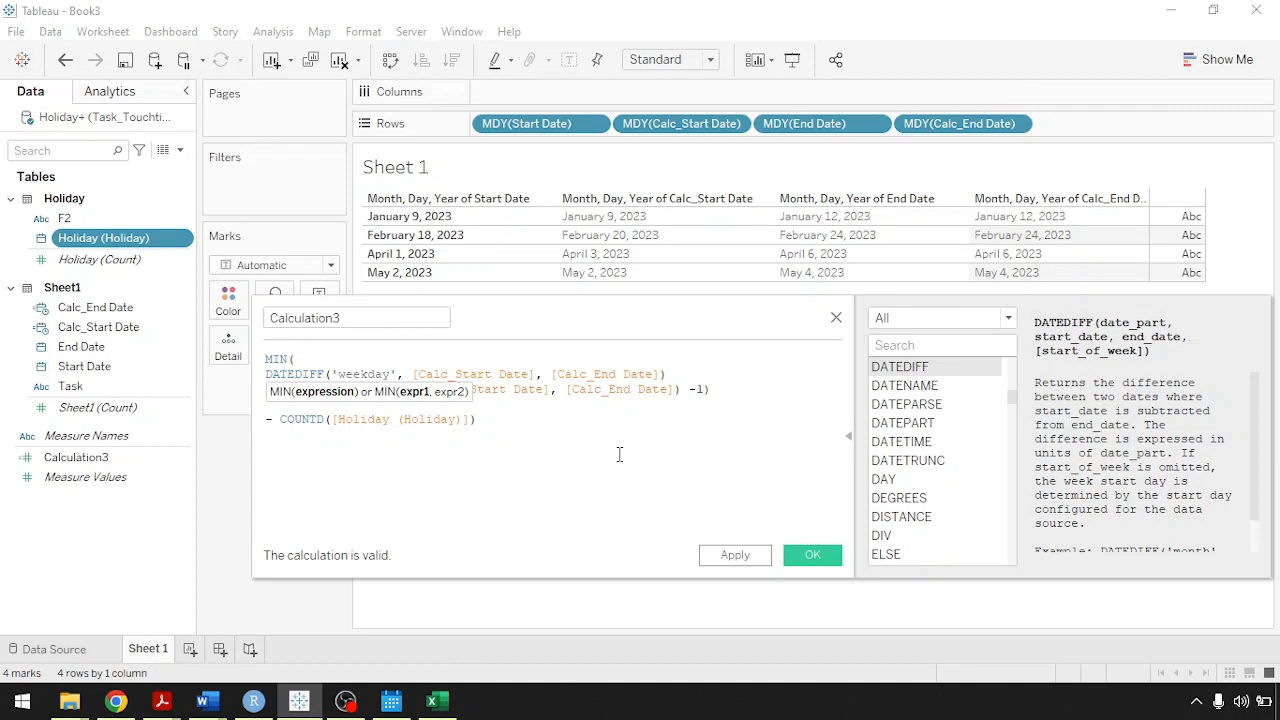 Tableau - Book3
File Data Worksheet Dashboard Story Analysis Map Format Server Window Help
Standard
Show Me
Data Analytics
Holiday+ (Task_Touchti...
Search
Tables
Holiday
F2
Holiday (Holiday)
Holiday (Count)
Sheet1
Calc_End Date
Calc_Start Date
End Date
Start Date
Task
Sheet1 (Count)
Measure Names
Calculation3
Measure Values
Pages
Filters
Marks
Automatic
Color
Detail
Columns
Rows MDY(Start Date) MDY(Calc_Start Date) MDY(End Date) MDY(Calc_End Date)
Sheet 1
Month, Day, Year of Start Date Month, Day, Year of Calc_Start Date Month, Day, Year of End Date Month, Day, Year of Calc_End D..
January 9, 2023 January 9, 2023 January 12, 2023 January 12, 2023 Abc
February 18, 2023 February 20, 2023 February 24, 2023 February 24, 2023 Abc
April 1, 2023 April 3, 2023 April 6, 2023 April 6, 2023 Abc
May 2, 2023 May 2, 2023 May 4, 2023 May 4, 2023 Abc
Calculation3
MIN(
DATEDIFF('weekday', [Calc_Start Date], [Calc_End Date])
MIN(expression) or MIN(expr1, expr2) Start Date], [Calc_End Date]) -1)
- COUNTD([Holiday (Holiday)])
The calculation is valid.
Apply OK
All
Search
DATEDIFF
DATENAME
DATEPARSE
DATEPART
DATETIME
DATETRUNC
DAY
DEGREES
DISTANCE
DIV
ELSE
DATEDIFF(date_part,
start_date, end_date,
[start_of_week])
Returns the difference
between two dates where
start_date is subtracted
from end_date. The
difference is expressed in
units of date_part. If
start_of_week is omitted,
the week start day is
determined by the start day
configured for the data
source.
Example: DATEDIFF('month'
Data Source Sheet 1
4 marks 4 rows by 1 column